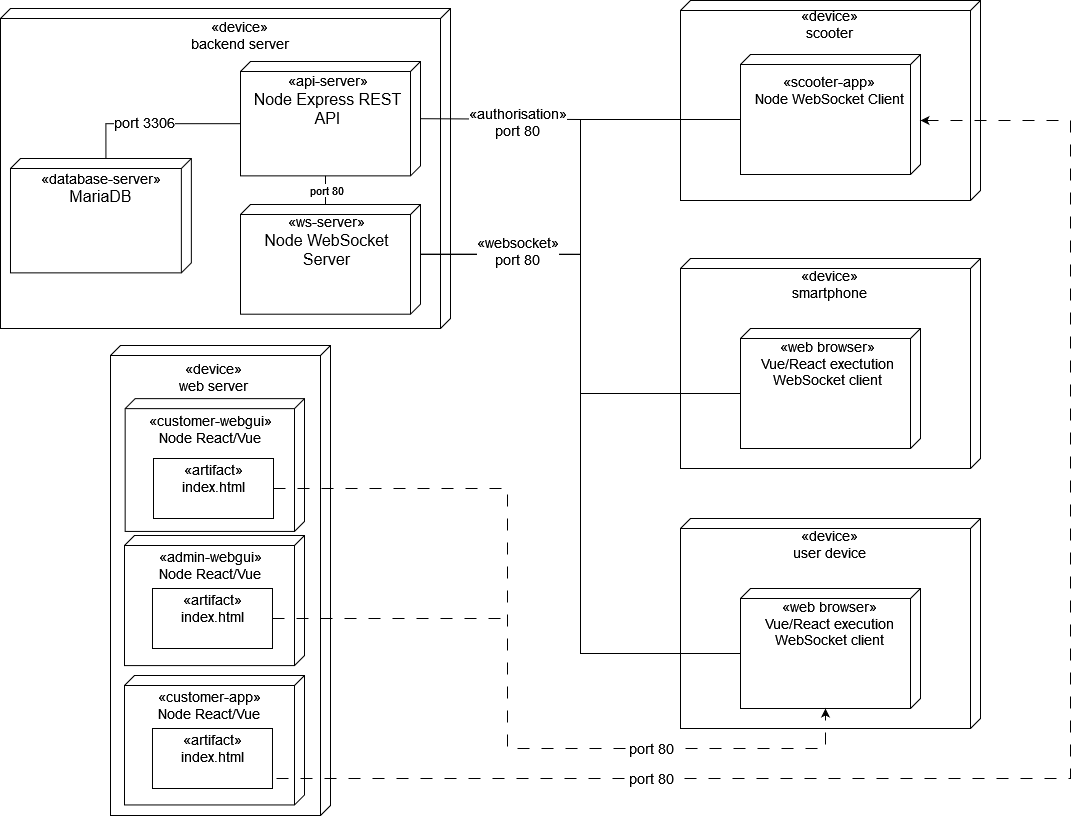 «device»
backend server
«api-server»
Node Express REST
API
port 3306
«database-server»
MariaDB
port 80
«ws-server»
Node WebSocket
Server
«authorisation»
port 80
«websocket»
port 80
«device»
scooter
«scooter-app»
Node WebSocket Client
«device»
smartphone
«web browser»
Vue/React exectution
WebSocket client
«device»
user device
«web browser»
Vue/React execution
WebSocket client
«device»
web server
«customer-webgui»
Node React/Vue
«artifact»
index.html
«admin-webgui»
Node React/Vue
«artifact»
index.html
«customer-app»
Node React/Vue
«artifact»
index.html
port 80
port 80